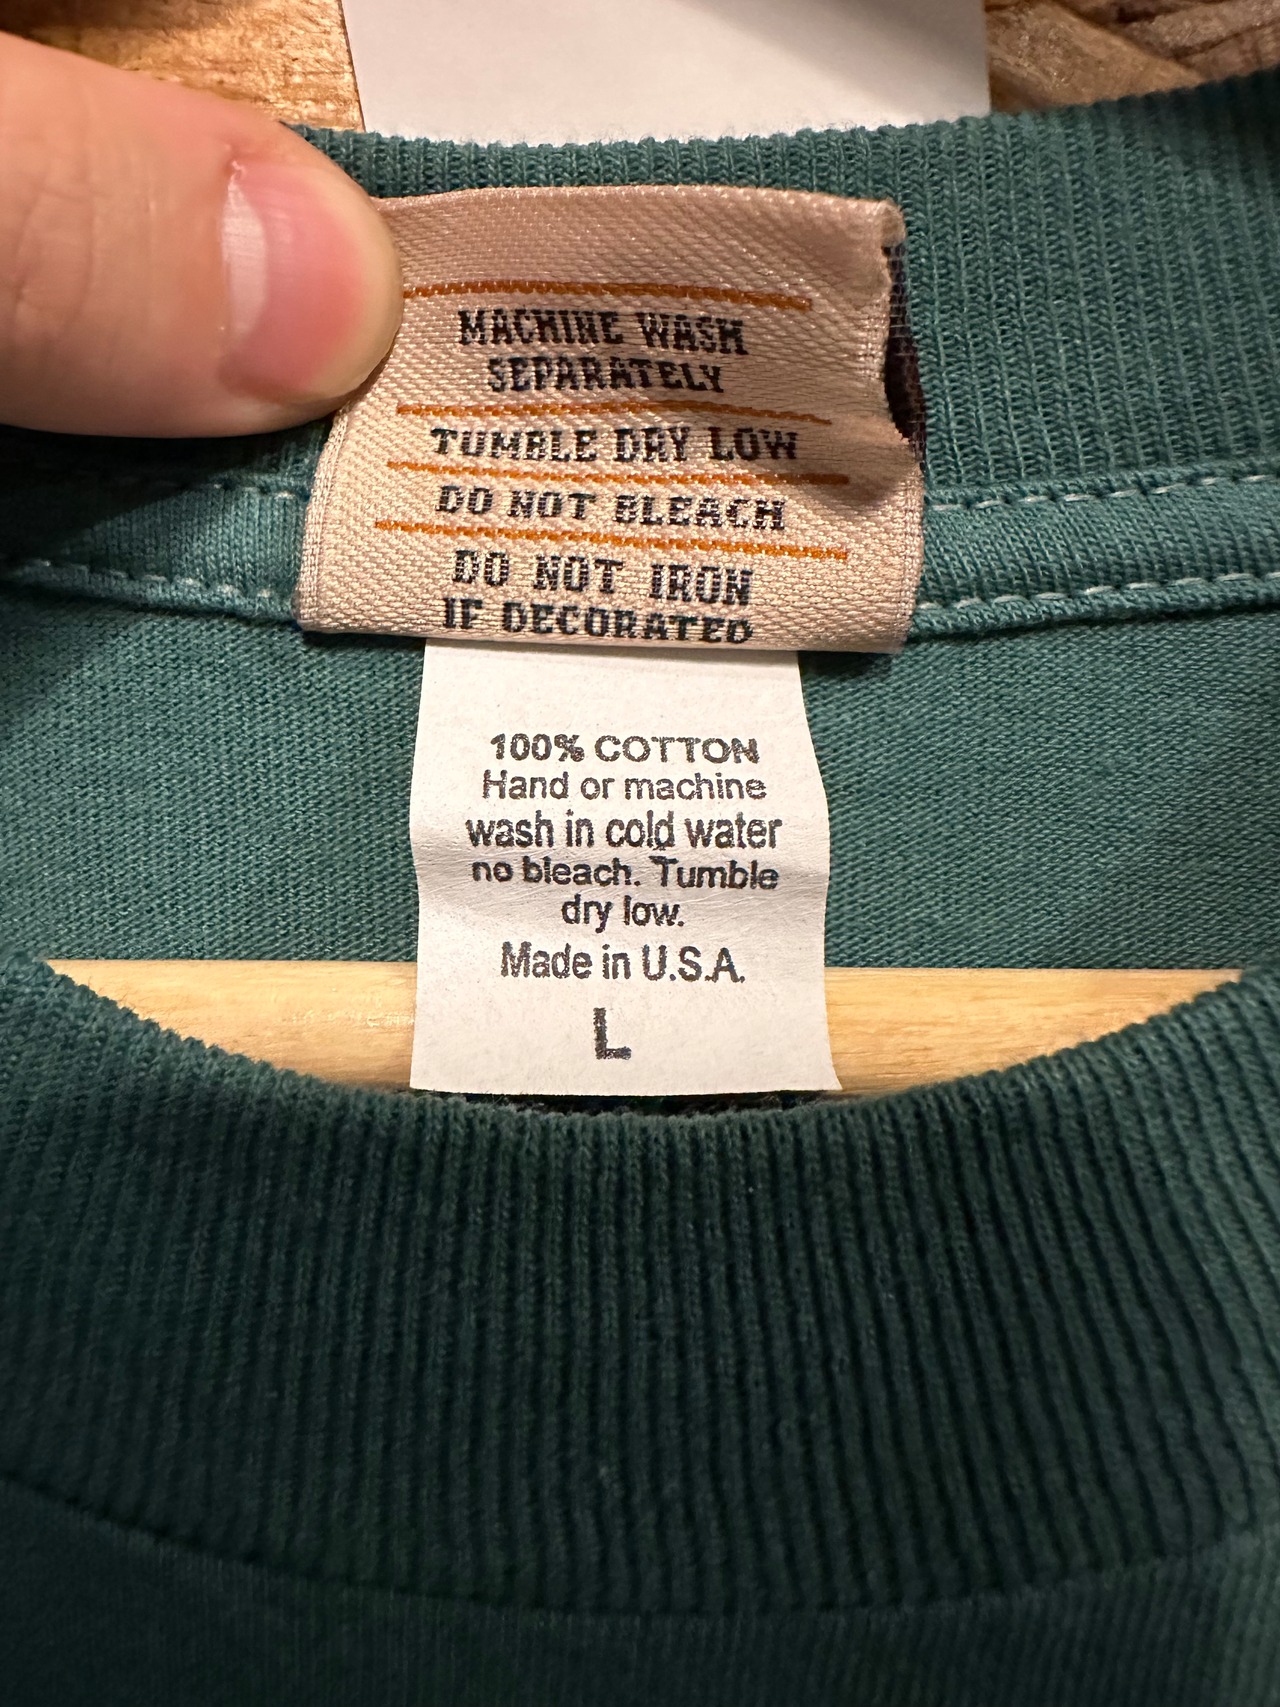 MACHINE WASH
SEPARATELY
TUMBLE DRY LOW
DO NOT BLEACH
DO NOT IRON
IF DECORATED
100% COTTON
Hand or machine
wash in cold water
no bleach. Tumble
dry low.
Made in U.S.A.
L